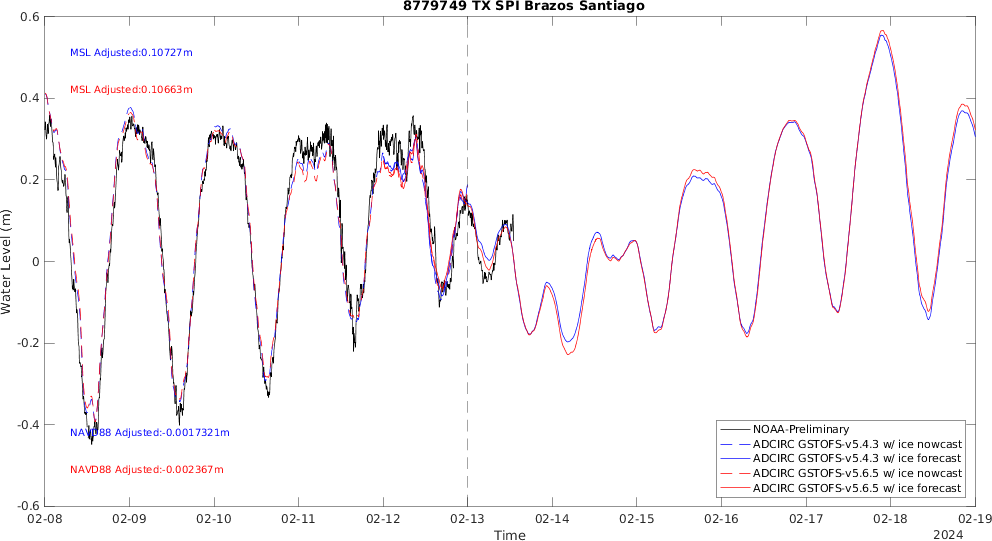 8779749 TX SPI Brazos Santiago
0.6
0.4
0.2
0
-0.2
-0.4
-0.6
Water Level (m)
MSL Adjusted:0.10727m
MSL Adjusted:0.10663m
NAVD88 Adjusted:-0.0017321m
NAVD88 Adjusted:-0.002367m
NOAA-Preliminary
ADCIRC GSTOFS-v5.4.3 w/ ice nowcast
ADCIRC GSTOFS-v5.4.3 w/ ice forecast
ADCIRC GSTOFS-v5.6.5 w/ ice nowcast
ADCIRC GSTOFS-v5.6.5 w/ ice forecast
02-08 02-09 02-10 02-11 02-12 02-13 02-14 02-15 02-16 02-17 02-18 02-19
Time
2024